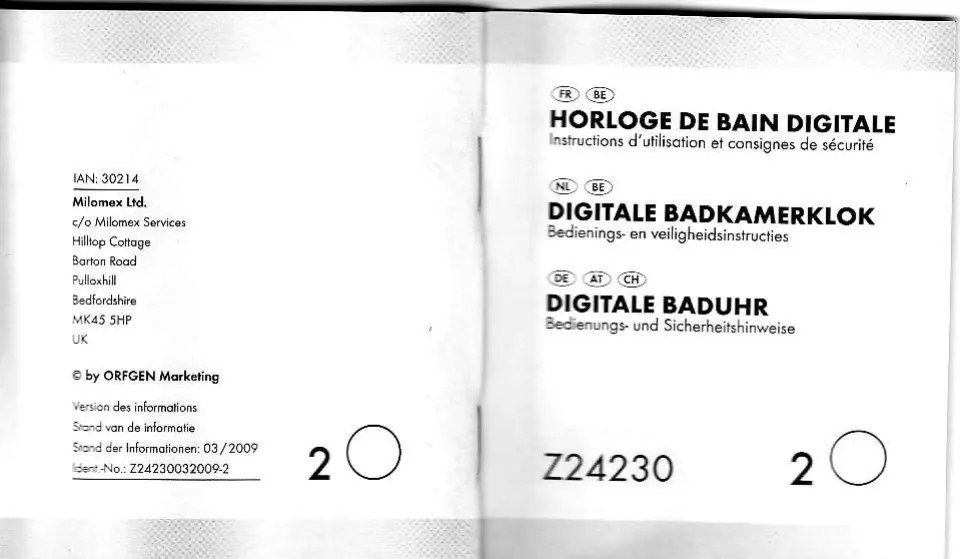 IAN: 30214
Milomex Ltd.
c/o Milomex Services
Hilltop Cottage
Barton Road
Pulloxhill
Bedfordshire
MK45 5HP
UK
© by ORFGEN Marketing
Version des informations
Stand van de informatie
Stand der Informationen: 03/2009
Ident.-No.: Z24230032009-2
2
FR BE
HORLOGE DE BAIN DIGITALE
Instructions d'utilisation et consignes de sécurité
NL BE
DIGITALE BADKAMERKLOK
Bedienings- en veiligheidsinstructies
DE AT CH
DIGITALE BADUHR
Bedienungs- und Sicherheitshinweise
Z24230
2